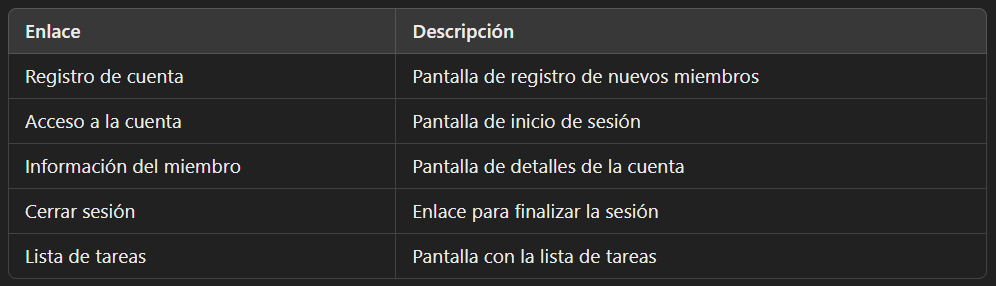 Enlace Descripción
Registro de cuenta Pantalla de registro de nuevos miembros
Acceso a la cuenta Pantalla de inicio de sesión
Información del miembro Pantalla de detalles de la cuenta
Cerrar sesión Enlace para finalizar la sesión
Lista de tareas Pantalla con la lista de tareas